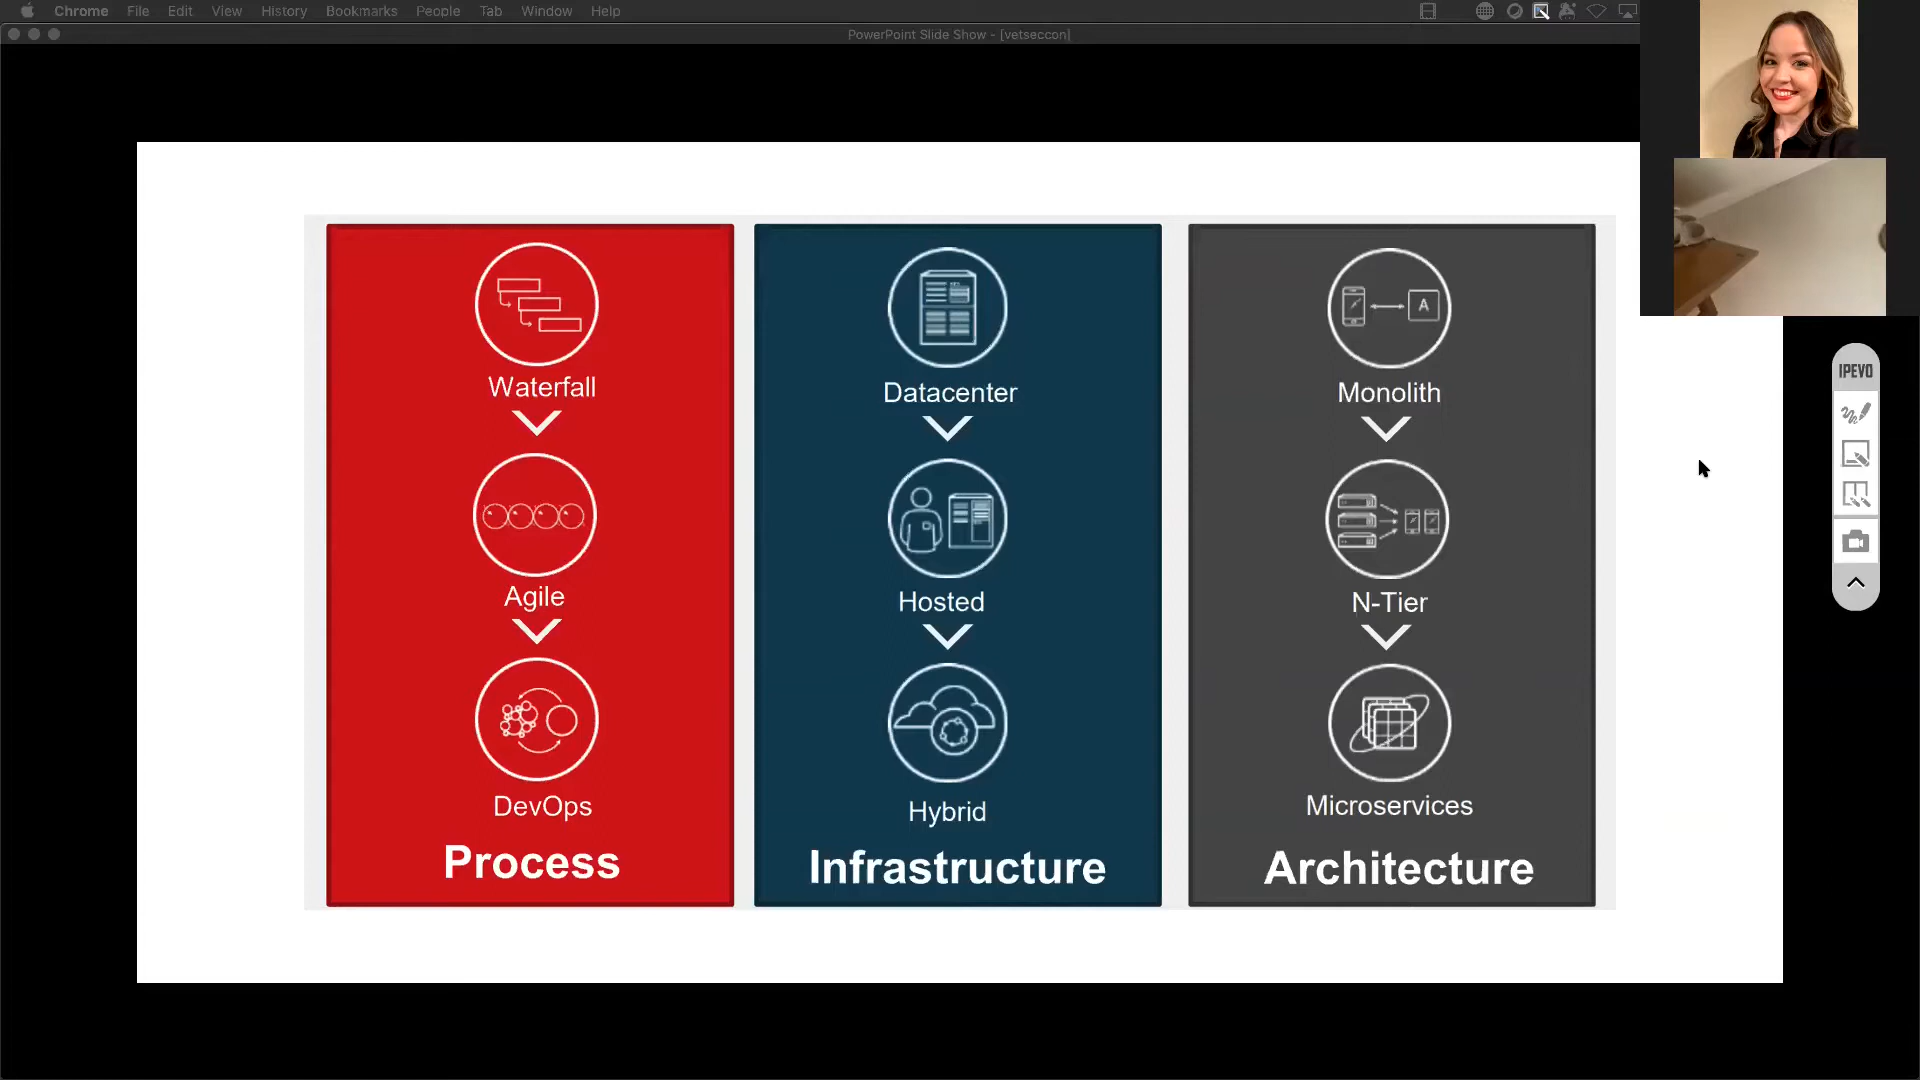 Chrome File Edit View History Bookmarks People Tab Window Help
PowerPoint Slide Show - [vetseccon]
Waterfall
Agile
DevOps
Process
Datacenter
Hosted
Hybrid
Infrastructure
A
Monolith
N-Tier
Microservices
Architecture
IPEVO